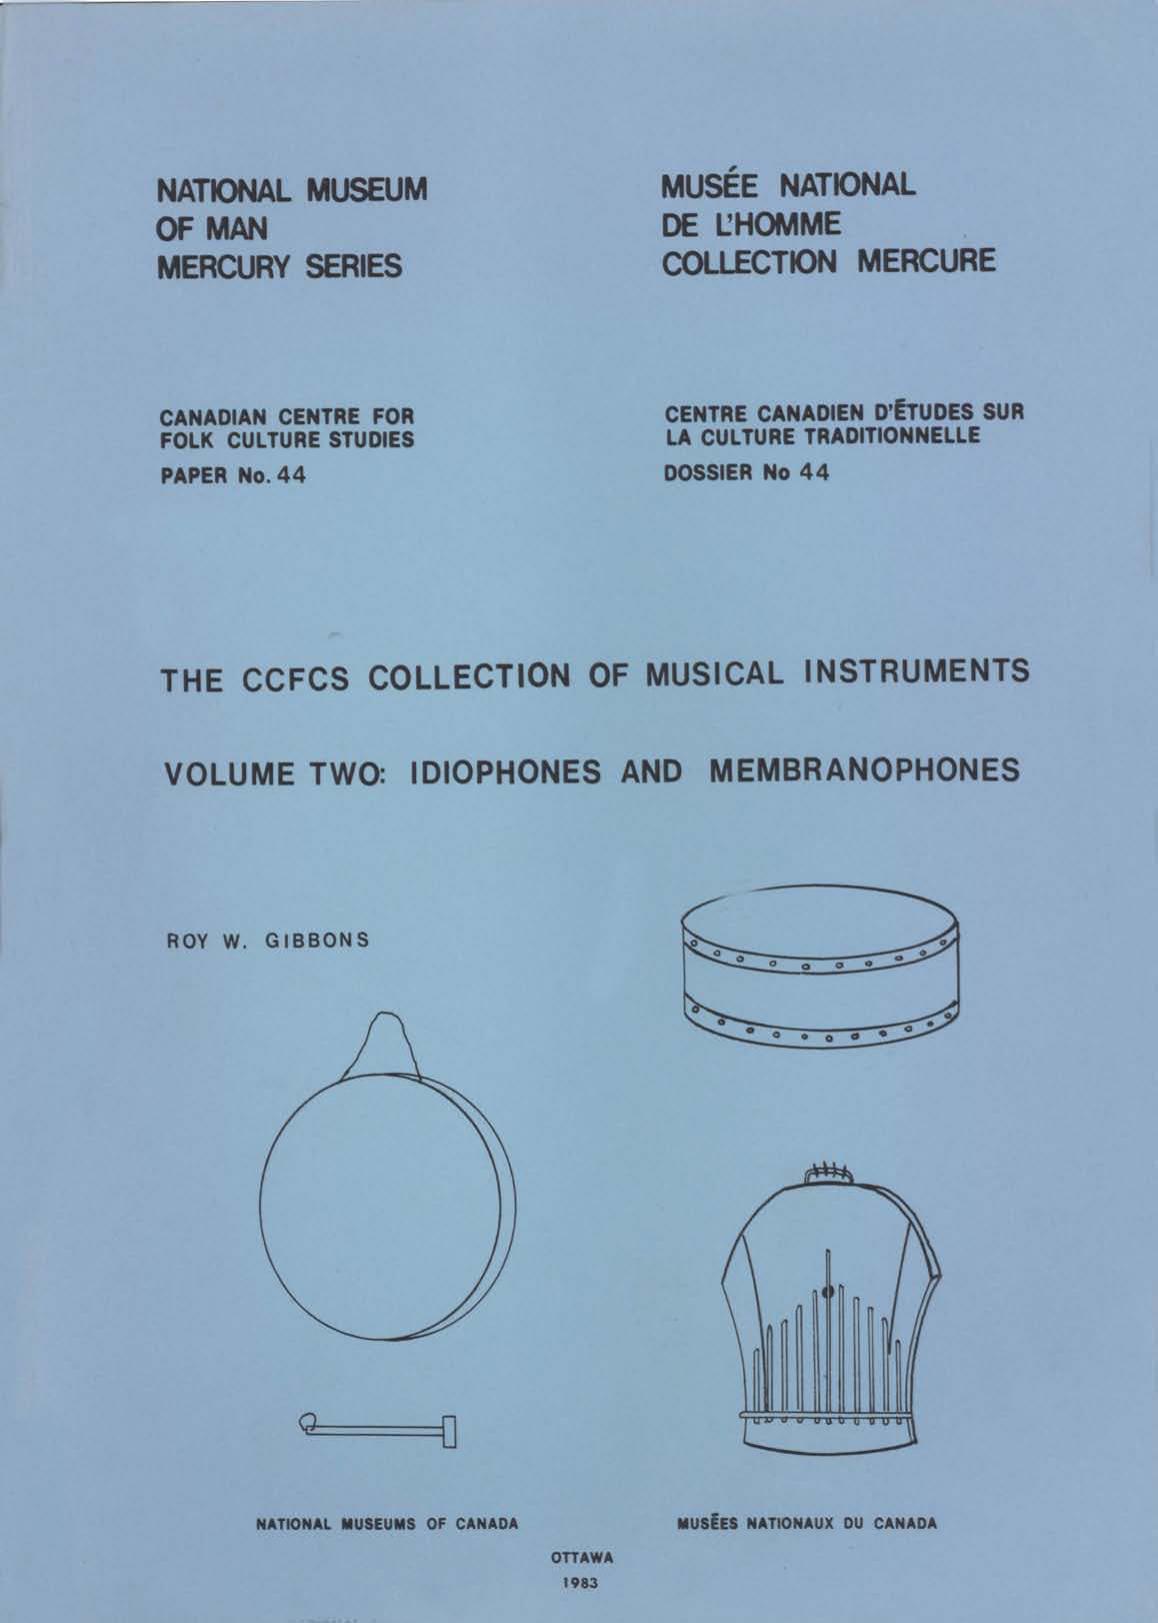 NATIONAL MUSEUM
OF MAN
MERCURY SERIES
MUSÉE NATIONAL
DE L'HOMME
COLLECTION MERCURE
CANADIAN CENTRE FOR
FOLK CULTURE STUDIES
PAPER No. 44
CENTRE CANADIEN D'ÉTUDES SUR
LA CULTURE TRADITIONNELLE
DOSSIER No 44
THE CCFCS COLLECTION OF MUSICAL INSTRUMENTS
VOLUME TWO: IDIOPHONES AND MEMBRANOPHONES
ROY W. GIBBONS
NATIONAL MUSEUMS OF CANADA
MUSÉES NATIONAUX DU CANADA
OTTAWA
1983